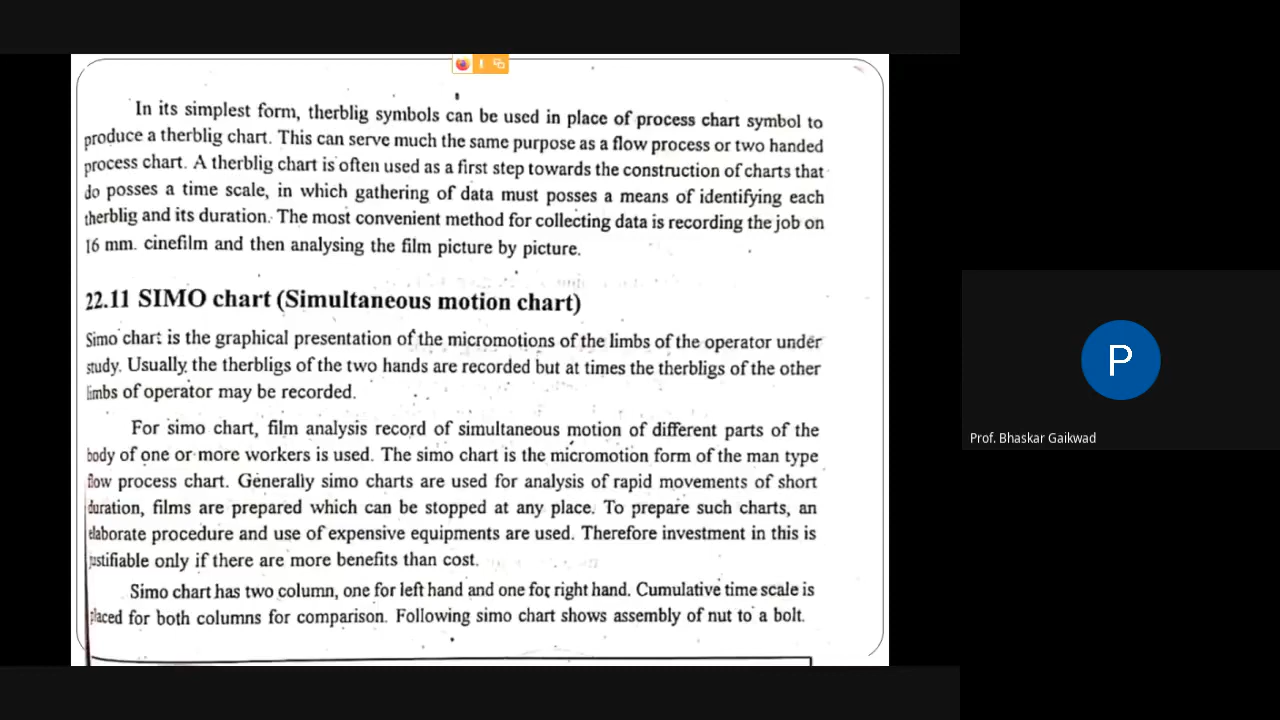 In its simplest form, therblig symbols can be used in place of process chart symbol to
produce a therblig chart. This can serve much the same purpose as a flow process or two handed
process chart. A therblig chart is often used as a first step towards the construction of charts that
do posses a time scale, in which gathering of data must posses a means of identifying each
therblig and its duration. The most convenient method for collecting data is recording the job on
16 mm. cinefilm and then analysing the film picture by picture.
22.11 SIMO chart (Simultaneous motion chart)
Simo chart is the graphical presentation of the micromotions of the limbs of the operator under
study. Usually the therbligs of the two hands are recorded but at times the therbligs of the other
limbs of operator may be recorded.
For simo chart, film analysis record of simultaneous motion of different parts of the
body of one or more workers is used. The simo chart is the micromotion form of the man type
flow process chart. Generally simo charts are used for analysis of rapid movements of short
duration, films are prepared which can be stopped at any place. To prepare such charts, an
elaborate procedure and use of expensive equipments are used. Therefore investment in this is
justifiable only if there are more benefits than cost.
Simo chart has two column, one for left hand and one for right hand. Cumulative time scale is
placed for both columns for comparison. Following simo chart shows assembly of nut to a bolt.
P
Prof. Bhaskar Gaikwad